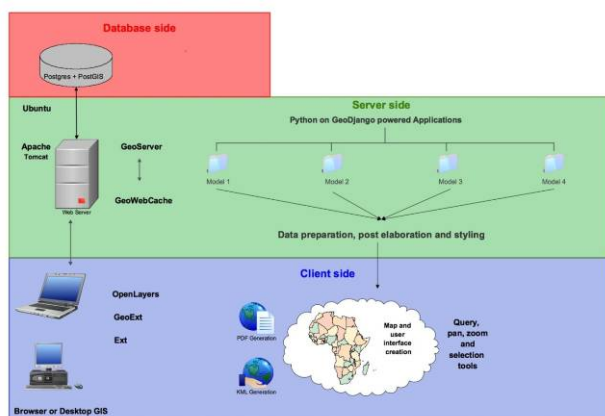 Database side
Postgres + PostGIS
Ubuntu
Server side
Python on GeoDjango powered Applications
Apache
Tomcat
GeoServer
GeoWebCache
Web Server
Model 1
Model 2
Model 3
Model 4
Data preparation, post elaboration and styling
Client side
OpenLayers
GeoExt
Ext
PDF Generation
KML Generation
Map and
user
interface
creation
Query,
pan, zoom
and
selection
tools
Browser or Desktop GIS